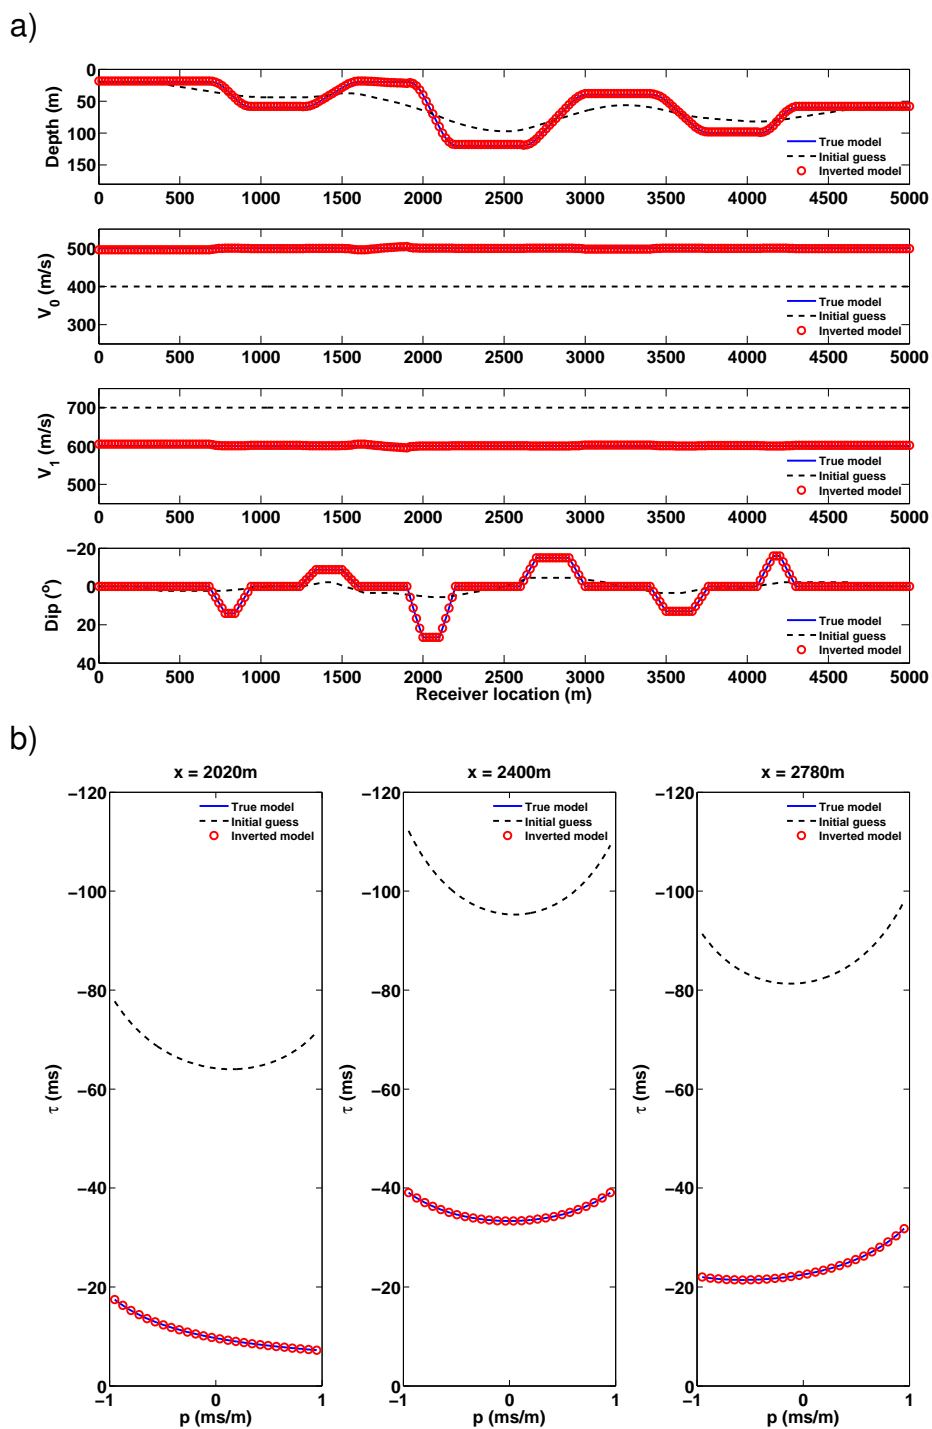 a)
0
50
100
150
Depth (m)
True model
Initial guess
Inverted model
0 500 1000 1500 2000 2500 3000 3500 4000 4500 5000
500
400
300
V0 (m/s)
True model
Initial guess
Inverted model
0 500 1000 1500 2000 2500 3000 3500 4000 4500 5000
700
600
500
V1 (m/s)
True model
Initial guess
Inverted model
0 500 1000 1500 2000 2500 3000 3500 4000 4500 5000
−20
0
20
40
Dip (°)
True model
Initial guess
Inverted model
0 500 1000 1500 2000 2500 3000 3500 4000 4500 5000
Receiver location (m)
b)
x = 2020m
−120
−100
−80
−60
−40
−20
0
τ (ms)
True model
Initial guess
Inverted model
−1 0 1
p (ms/m)
x = 2400m
−120
−100
−80
−60
−40
−20
0
τ (ms)
True model
Initial guess
Inverted model
−1 0 1
p (ms/m)
x = 2780m
−120
−100
−80
−60
−40
−20
0
τ (ms)
True model
Initial guess
Inverted model
−1 0 1
p (ms/m)